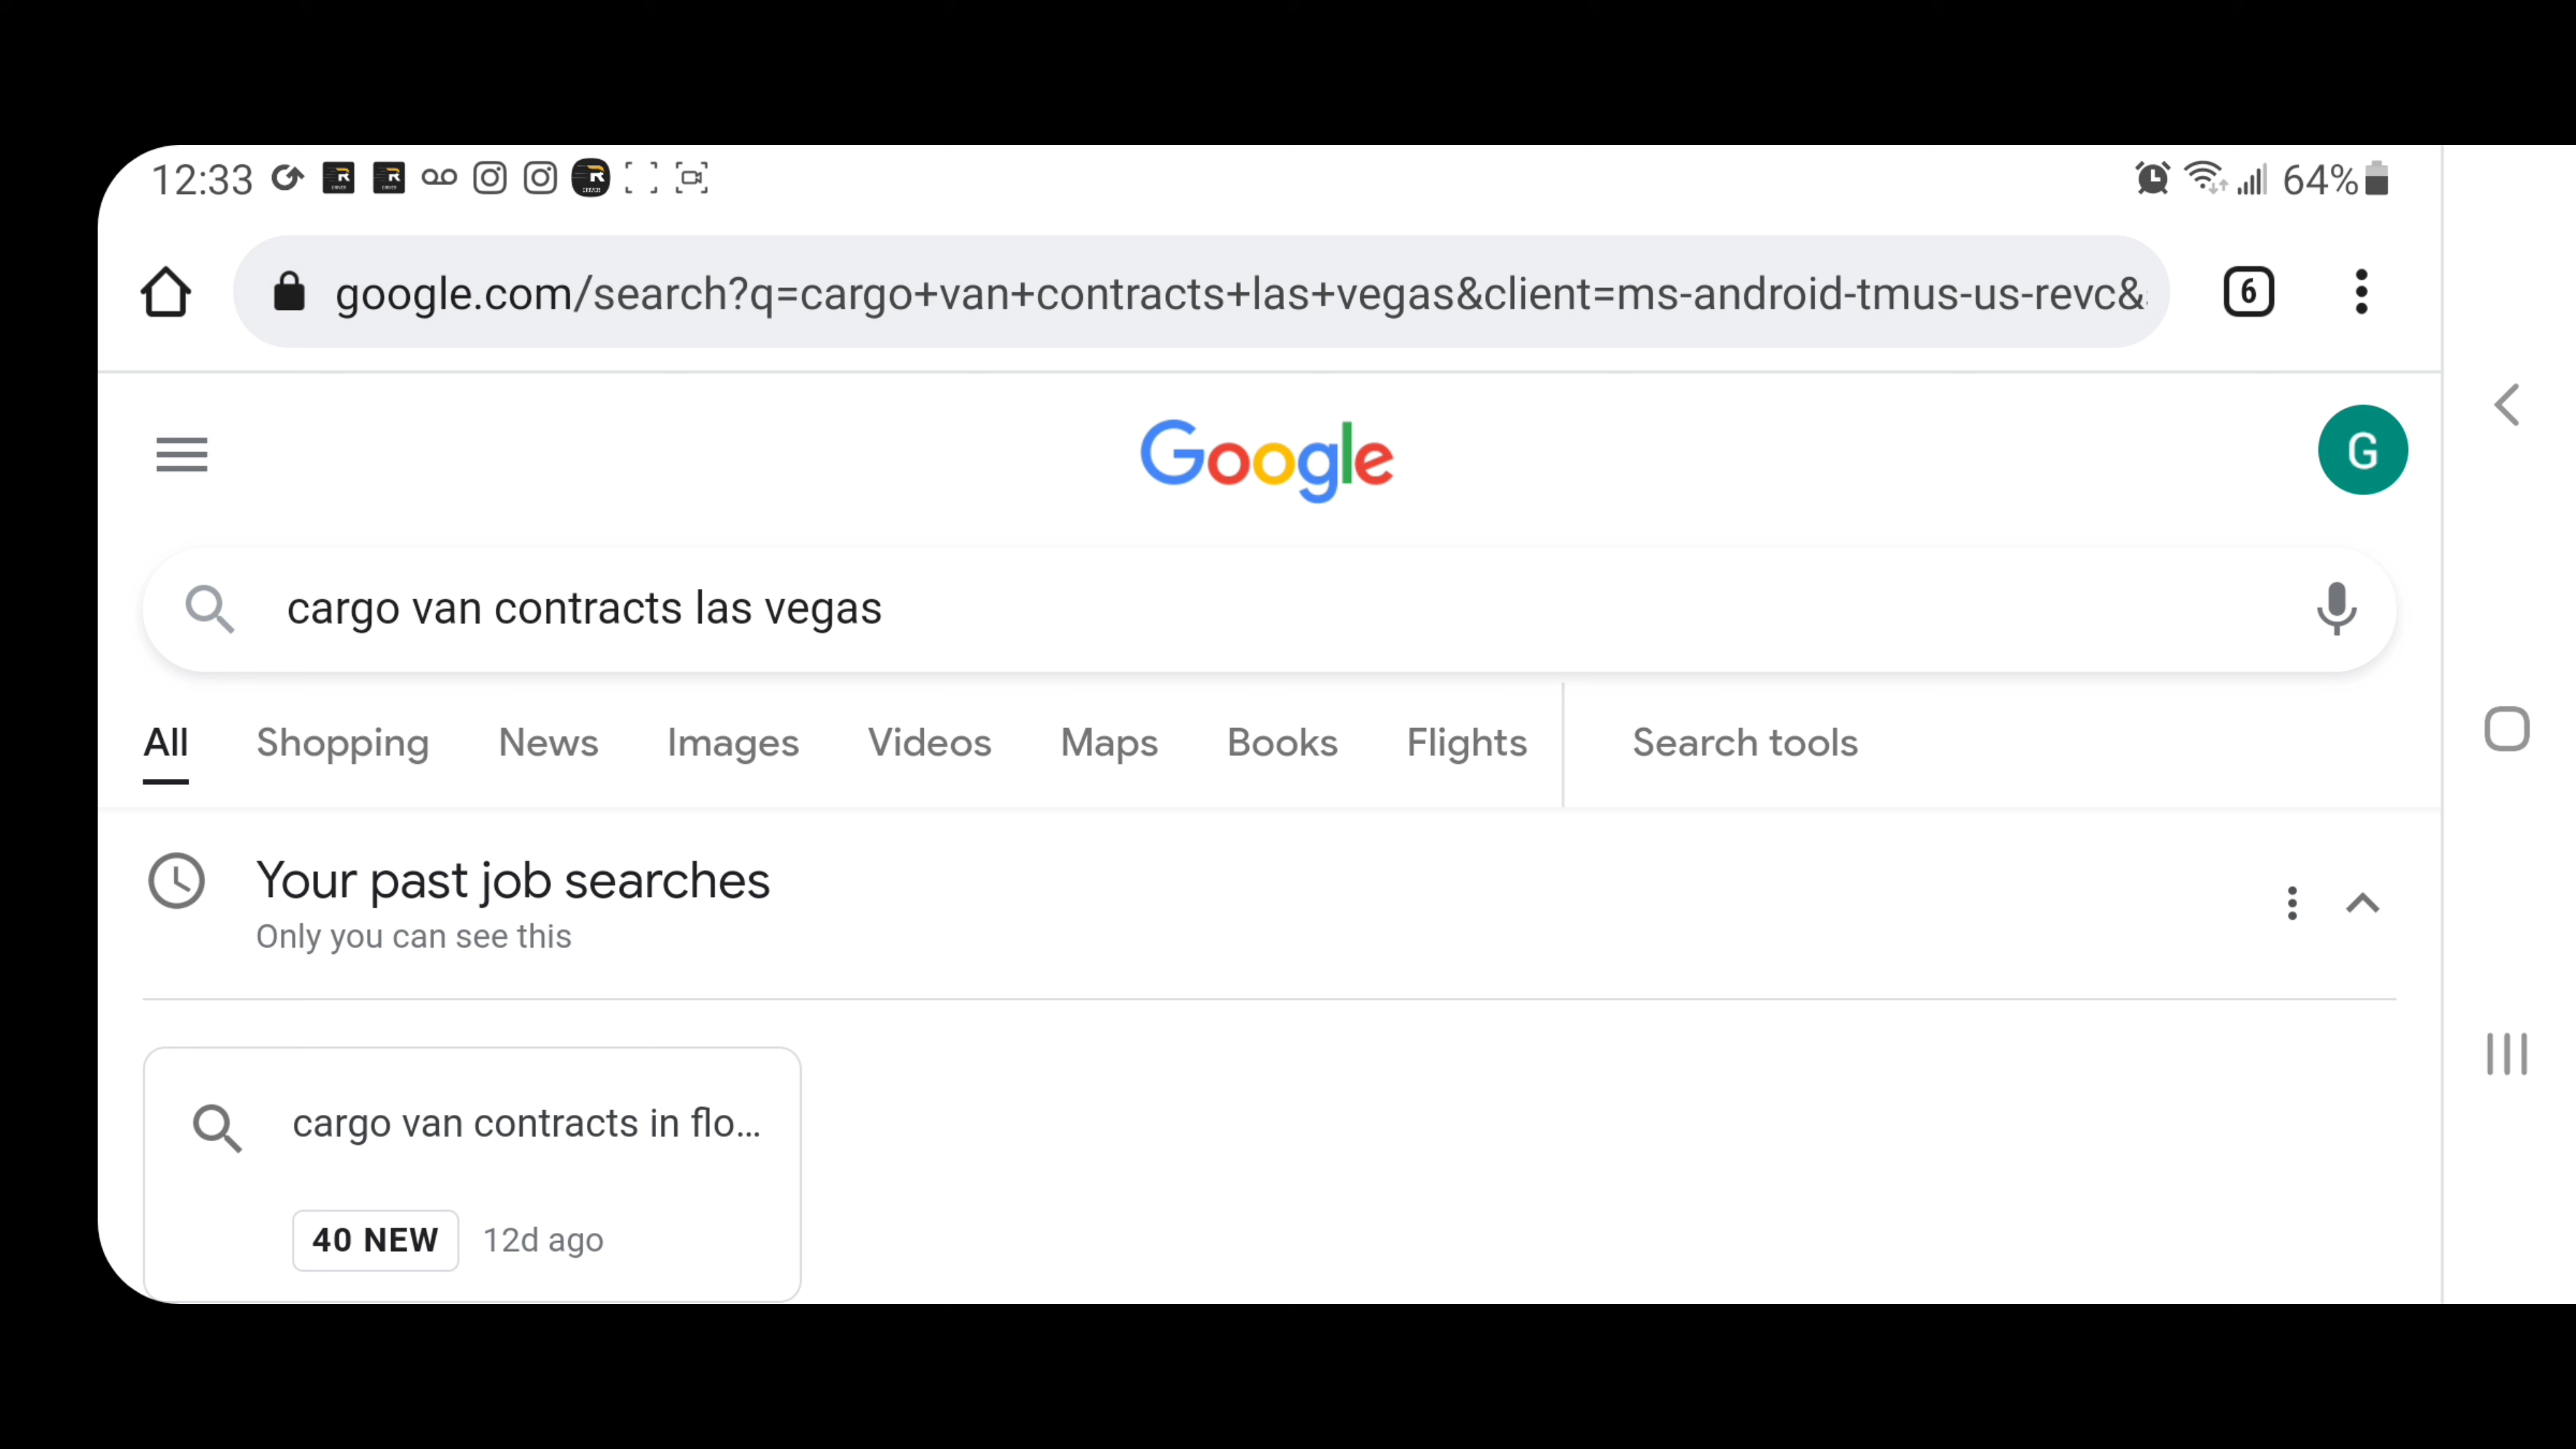 12:33 64%
google.com/search?q=cargo+van+contracts+las+vegas&client=ms-android-tmus-us-revc&
6
Google
G
cargo van contracts las vegas
All Shopping News Images Videos Maps Books Flights Search tools
Your past job searches
Only you can see this
cargo van contracts in flo...
40 NEW 12d ago